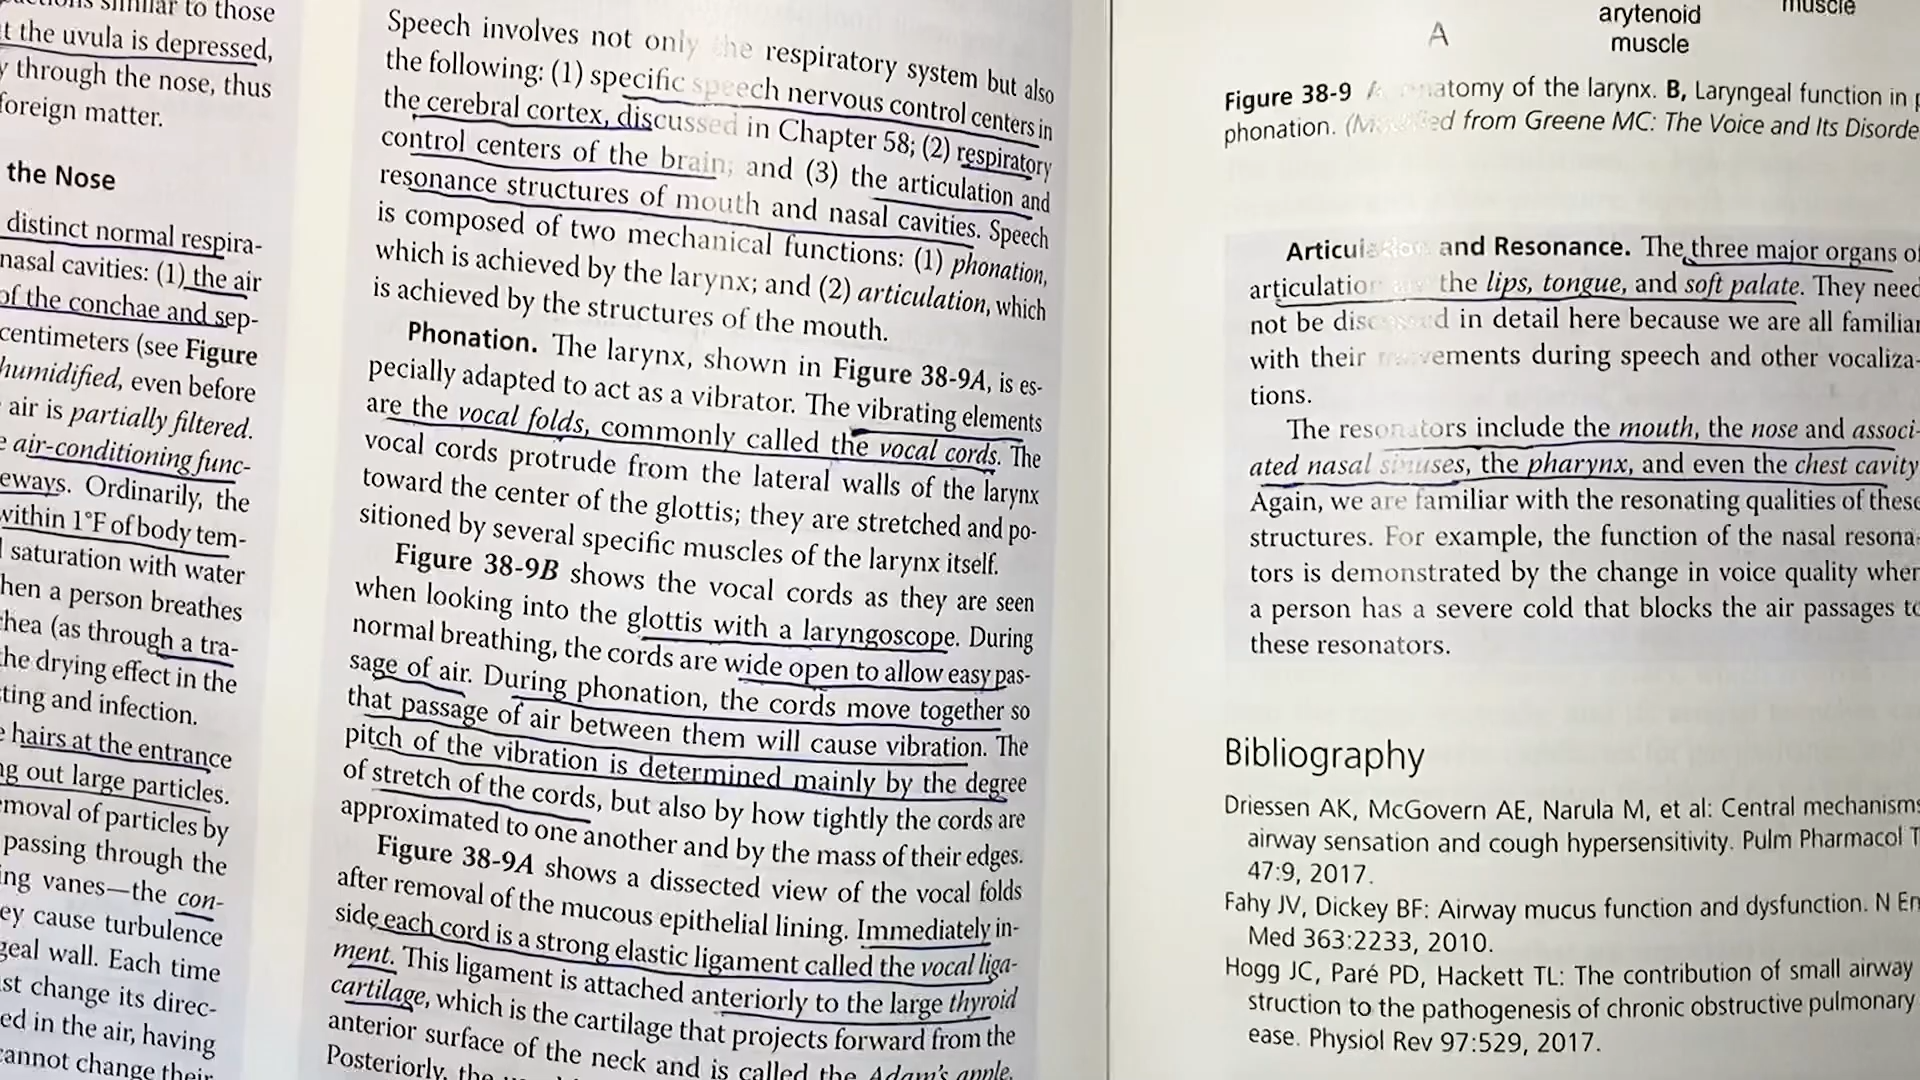 similar to those
t the uvula is depressed,
y through the nose, thus
foreign matter.
the Nose
distinct normal respira-
nasal cavities: (1) the air
of the conchae and sep-
centimeters (see Figure
humidified, even before
air is partially filtered.
e air-conditioning func-
eways. Ordinarily, the
within 1°F of body tem-
l saturation with water
hen a person breathes
chea (as through a tra-
he drying effect in the
ting and infection.
e hairs at the entrance
ng out large particles.
emoval of particles by
passing through the
ing vanes—the con-
ey cause turbulence
geal wall. Each time
st change its direc-
ed in the air, having
cannot change their
Speech involves not only the respiratory system but also
the following: (1) specific speech nervous control centers in
the cerebral cortex, discussed in Chapter 58; (2) respiratory
control centers of the brain; and (3) the articulation and
resonance structures of mouth and nasal cavities. Speech
is composed of two mechanical functions: (1) phonation,
which is achieved by the larynx; and (2) articulation, which
is achieved by the structures of the mouth.
Phonation. The larynx, shown in Figure 38-9A, is es-
pecially adapted to act as a vibrator. The vibrating elements
are the vocal folds, commonly called the vocal cords. The
vocal cords protrude from the lateral walls of the larynx
toward the center of the glottis; they are stretched and po-
sitioned by several specific muscles of the larynx itself.
Figure 38-9B shows the vocal cords as they are seen
when looking into the glottis with a laryngoscope. During
normal breathing, the cords are wide open to allow easy pas-
sage of air. During phonation, the cords move together so
that passage of air between them will cause vibration. The
pitch of the vibration is determined mainly by the degree
of stretch of the cords, but also by how tightly the cords are
approximated to one another and by the mass of their edges.
Figure 38-9A shows a dissected view of the vocal folds
after removal of the mucous epithelial lining. Immediately in-
side each cord is a strong elastic ligament called the vocal liga-
ment. This ligament is attached anteriorly to the large thyroid
cartilage, which is the cartilage that projects forward from the
anterior surface of the neck and is called the Adam's apple.
Posteriorly, the
muscle
arytenoid
muscle
A
Figure 38-9 natomy of the larynx. B, Laryngeal function in p
phonation. (Modified from Greene MC: The Voice and Its Disorde
Articulation and Resonance. The three major organs of
articulation are the lips, tongue, and soft palate. They need
not be discussed in detail here because we are all familiar
with their movements during speech and other vocaliza-
tions.
The resonators include the mouth, the nose and associ-
ated nasal sinuses, the pharynx, and even the chest cavity
Again, we are familiar with the resonating qualities of these
structures. For example, the function of the nasal resona-
tors is demonstrated by the change in voice quality when
a person has a severe cold that blocks the air passages to
these resonators.
Bibliography
Driessen AK, McGovern AE, Narula M, et al: Central mechanisms
airway sensation and cough hypersensitivity. Pulm Pharmacol T
47:9, 2017.
Fahy JV, Dickey BF: Airway mucus function and dysfunction. N En
Med 363:2233, 2010.
Hogg JC, Paré PD, Hackett TL: The contribution of small airway
struction to the pathogenesis of chronic obstructive pulmonary
ease. Physiol Rev 97:529, 2017.